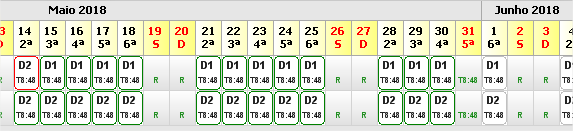 Maio 2018 Junho 2018
3 14 15 16 17 18 19 20 21 22 23 24 25 26 27 28 29 30 31 1 2 3
D 2ª 3ª 4ª 5ª 6ª S D 2ª 3ª 4ª 5ª 6ª S D 2ª 3ª 4ª 5ª 6ª S D
D2 D1 D1 D1 D1 D1 D1 D1 D1 D1 D1 D1 D1 D1
R T8:48 T8:48 T8:48 T8:48 T8:48 R R T8:48 T8:48 T8:48 T8:48 T8:48 R R T8:48 T8:48 T8:48 T8:48 T8:48 R R
D2 D2 D2 D2 D2 D2 D2 D2 D2 D2 D2 D2 D2 D2
R T8:48 T8:48 T8:48 T8:48 T8:48 R R T8:48 T8:48 T8:48 T8:48 T8:48 R R T8:48 T8:48 T8:48 T8:48 T8:48 R R